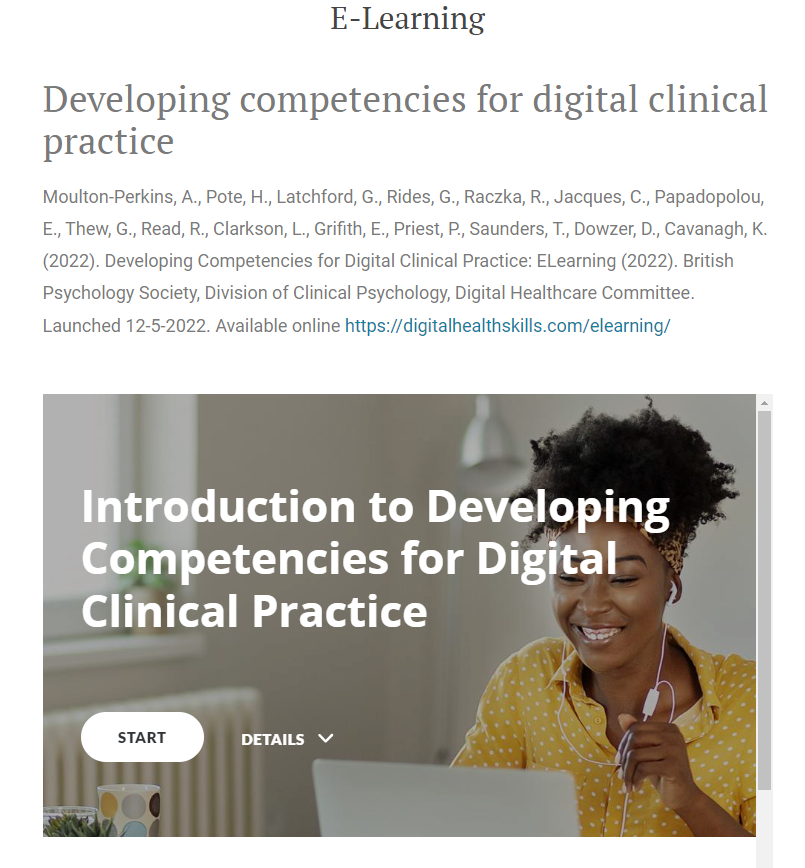 E-Learning
Developing competencies for digital clinical
practice
Moulton-Perkins, A., Pote, H., Latchford, G., Rides, G., Raczka, R., Jacques, C., Papadopolou,
E., Thew, G., Read, R., Clarkson, L., Grifith, E., Priest, P., Saunders, T., Dowzer, D., Cavanagh, K.
(2022). Developing Competencies for Digital Clinical Practice: ELearning (2022). British
Psychology Society, Division of Clinical Psychology, Digital Healthcare Committee.
Launched 12-5-2022. Available online https://digitalhealthskills.com/elearning/
Introduction to Developing
Competencies for Digital
Clinical Practice
START
DETAILS